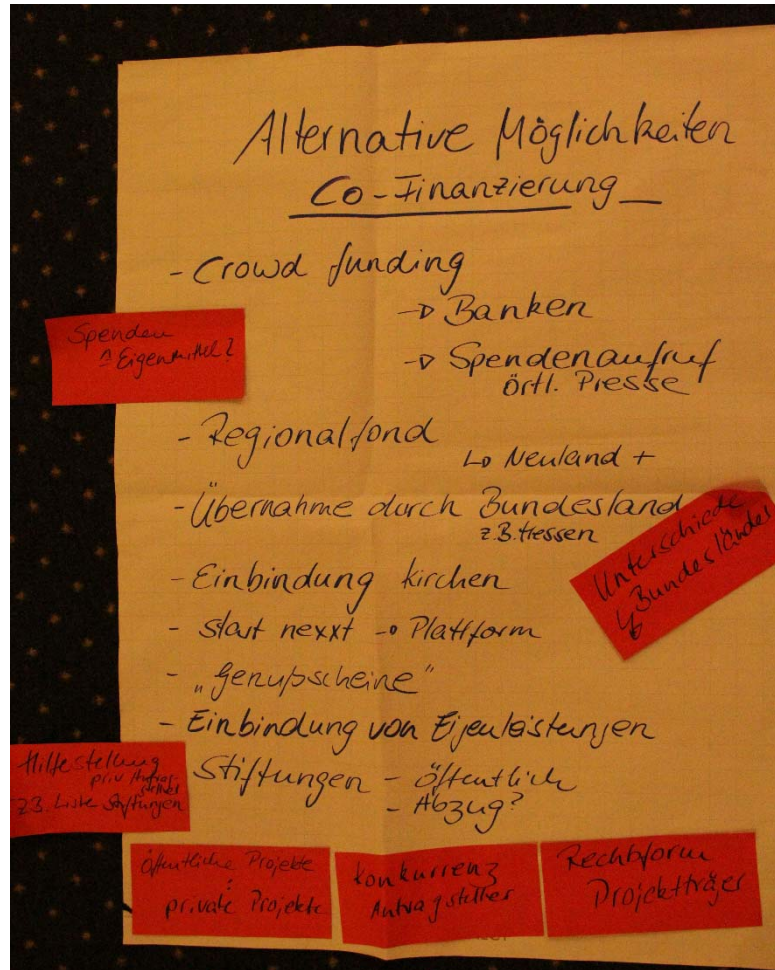 Alternative Möglichkeiten
Co-Finanzierung
- Crowd funding
→ Banken
→ Spendenaufruf
örtl. Presse
Spenden
≙ Eigenmittel?
- Regionalfond
↳ Neuland +
- Übernahme durch Bundesland
z.B. Hessen
Unterschiede
↳ Bundesländer
- Einbindung kirchen
- Start nexxt → Plattform
- "Genußscheine"
- Einbindung von Eigenleistungen
Stiftungen - öffentlich
- Abzug?
Hilfestellung
priv. Antrag-
steller
z.B. Liste Stiftungen
öffentliche Projekte
:
private Projekte
Konkurrenz
Antragsteller
Rechtsform
Projektträger